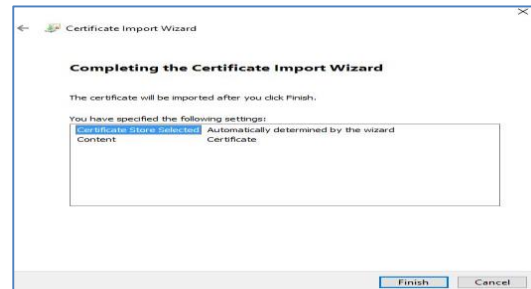 Certificate Import Wizard
Completing the Certificate Import Wizard
The certificate will be imported after you click Finish.
You have specified the following settings:
Certificate Store Selected Automatically determined by the wizard
Content Certificate
Finish Cancel